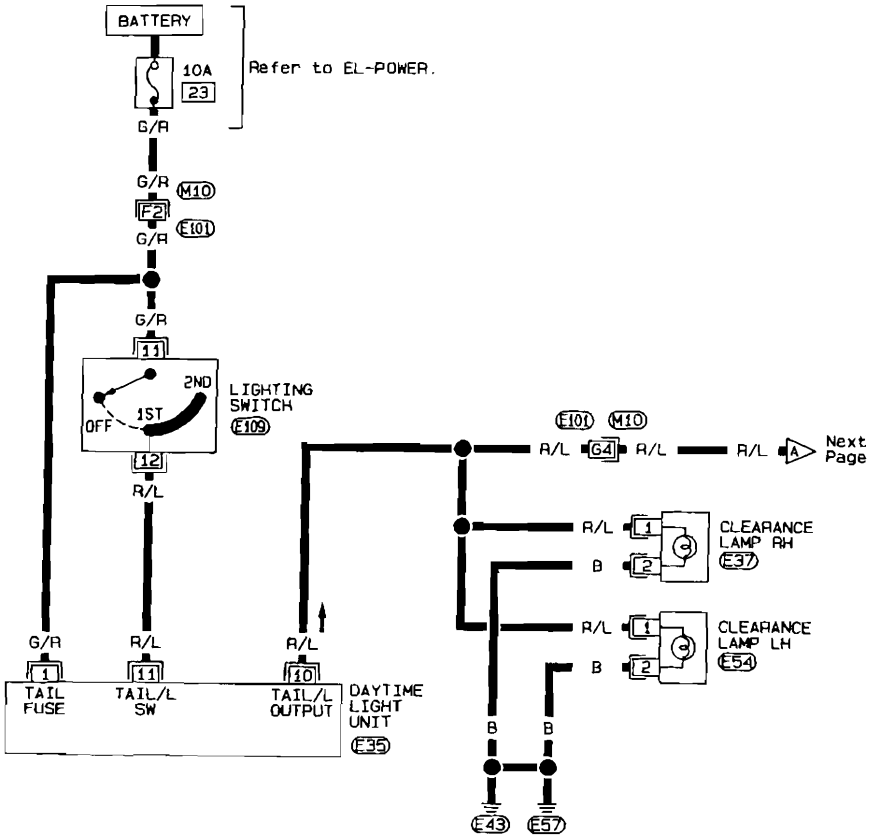 BATTERY
10A
23
Refer to EL-POWER.
G/R
G/R
M10
F2
E101
G/R
G/R
11
2ND
1ST
OFF
LIGHTING
SWITCH
E109
12
R/L
E101
M10
R/L
G4
R/L
R/L
A
Next
Page
R/L
1
B
2
CLEARANCE
LAMP RH
E37
R/L
1
B
2
CLEARANCE
LAMP LH
E54
G/R
R/L
R/L
1
11
10
TAIL
FUSE
TAIL/L
SW
TAIL/L
OUTPUT
DAYTIME
LIGHT
UNIT
E35
B
B
E43
E57